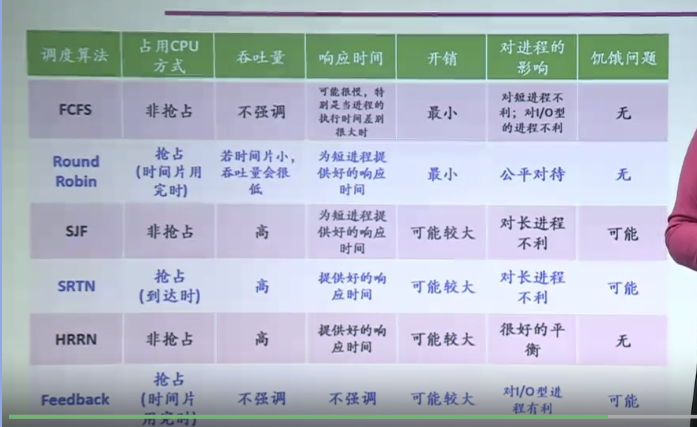 调度算法
占用CPU
方式
吞吐量
响应时间
开销
对进程的
影响
饥饿问题
FCFS
非抢占
不强调
可能很慢，特
别是当进程的
执行时间差别
很大时
最小
对短进程不
利；对I/O型
的进程不利
无
Round
Robin
抢占
(时间片用
完时)
若时间片小，
吞吐量会很
低
为短进程提
供好的响应
时间
最小
公平对待
无
SJF
非抢占
高
为短进程提
供好的响应
时间
可能较大
对长进程
不利
可能
SRTN
抢占
(到达时)
高
提供好的响
应时间
可能较大
对长进程
不利
可能
HRRN
非抢占
高
提供好的响
应时间
可能较大
很好的平
衡
无
Feedback
抢占
(时间片
用完时)
不强调
不强调
可能较大
对I/O型进
程有利
可能